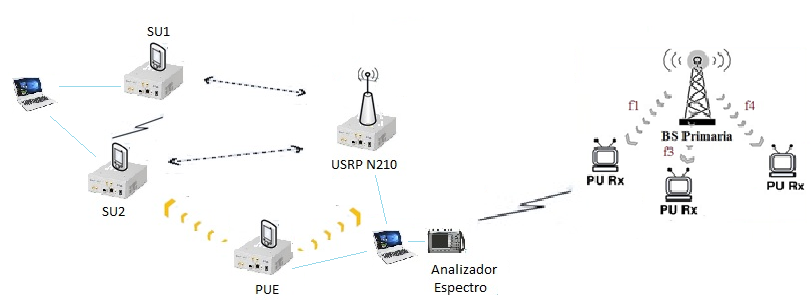 SU1
f1
f4
BS Primaria
f3
USRP N210
PU Rx
PU Rx
PU Rx
SU2
Analizador
Espectro
PUE